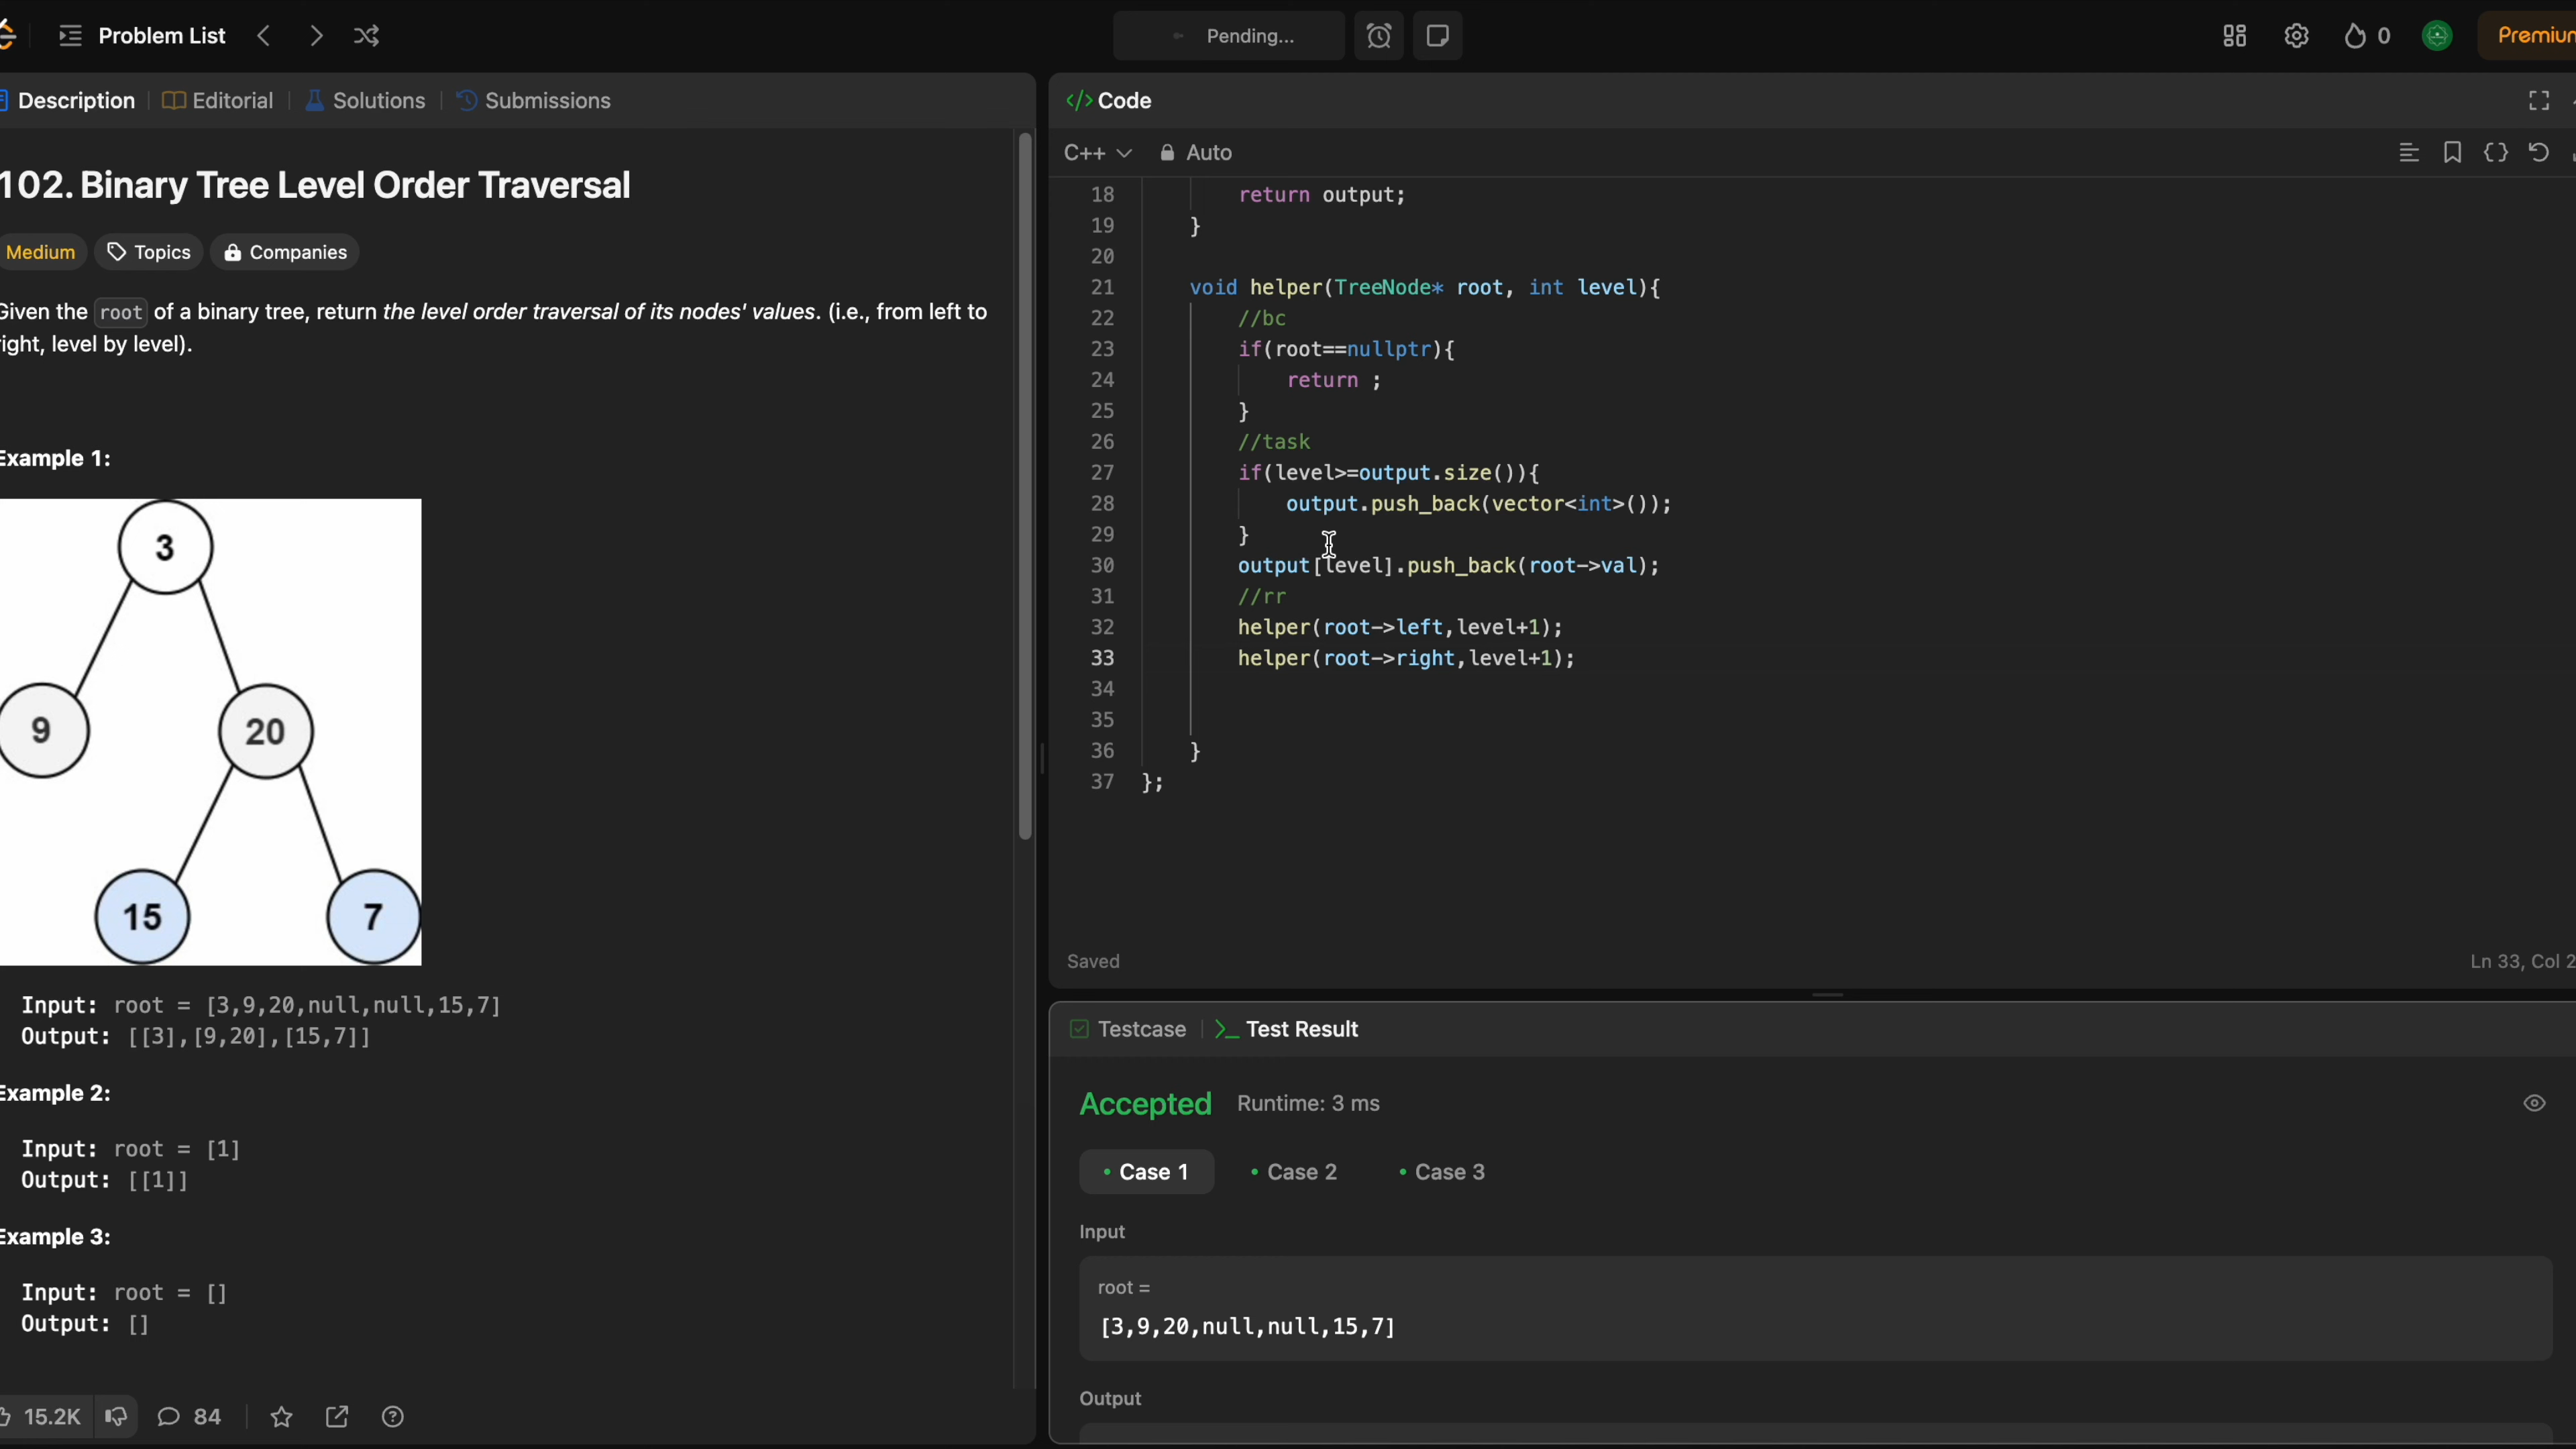 Problem List
Pending...
0
Premium
Description
Editorial
Solutions
Submissions
102. Binary Tree Level Order Traversal
Medium
Topics
Companies
Given the root of a binary tree, return the level order traversal of its nodes' values. (i.e., from left to
right, level by level).
Example 1:
3
9
20
15
7
Input: root = [3,9,20,null,null,15,7]
Output: [[3],[9,20],[15,7]]
Example 2:
Input: root = [1]
Output: [[1]]
Example 3:
Input: root = []
Output: []
15.2K
84
</> Code
C++
Auto
18 return output;
19 }
20
21 void helper(TreeNode* root, int level){
22 //bc
23 if(root==nullptr){
24 return ;
25 }
26 //task
27 if(level>=output.size()){
28 output.push_back(vector<int>());
29 }
30 output[level].push_back(root->val);
31 //rr
32 helper(root->left,level+1);
33 helper(root->right,level+1);
34
35
36 }
37 };
Saved
Ln 33, Col 2
Testcase
Test Result
Accepted
Runtime: 3 ms
Case 1
Case 2
Case 3
Input
root =
[3,9,20,null,null,15,7]
Output